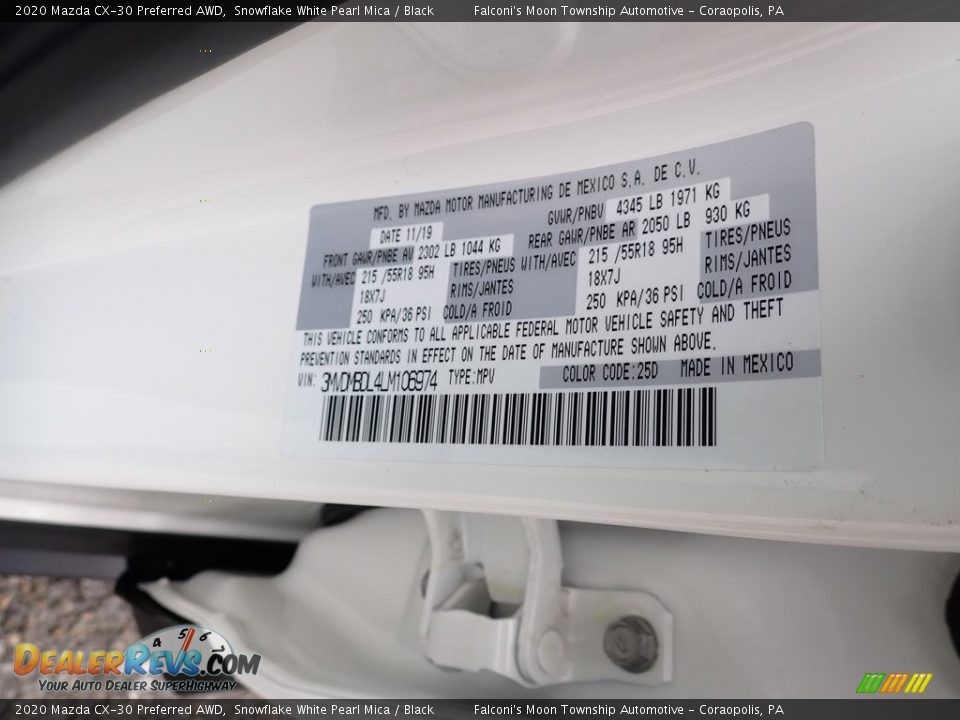 2020 Mazda CX-30 Preferred AWD, Snowflake White Pearl Mica / Black Falconi's Moon Township Automotive - Coraopolis, PA
MFD. BY MAZDA MOTOR MANUFACTURING DE MEXICO S.A. DE C.V.
DATE 11/19 GVWR/PNBV 4345 LB 1971 KG
FRONT GAWR/PNBE AV 2302 LB 1044 KG REAR GAWR/PNBE AR 2050 LB 930 KG
WITH/AVEC 215 /55R18 95H TIRES/PNEUS WITH/AVEC 215 /55R18 95H TIRES/PNEUS
18X7J RIMS/JANTES 18X7J RIMS/JANTES
250 KPA/36 PSI COLD/A FROID 250 KPA/36 PSI COLD/A FROID
THIS VEHICLE CONFORMS TO ALL APPLICABLE FEDERAL MOTOR VEHICLE SAFETY AND THEFT
PREVENTION STANDARDS IN EFFECT ON THE DATE OF MANUFACTURE SHOWN ABOVE.
VIN: 3MVDMBDL4LM106974 TYPE:MPV COLOR CODE:25D MADE IN MEXICO
4 5 6
DEALERREVS.COM
YOUR AUTO DEALER SUPERHIGHWAY
2020 Mazda CX-30 Preferred AWD, Snowflake White Pearl Mica / Black Falconi's Moon Township Automotive - Coraopolis, PA